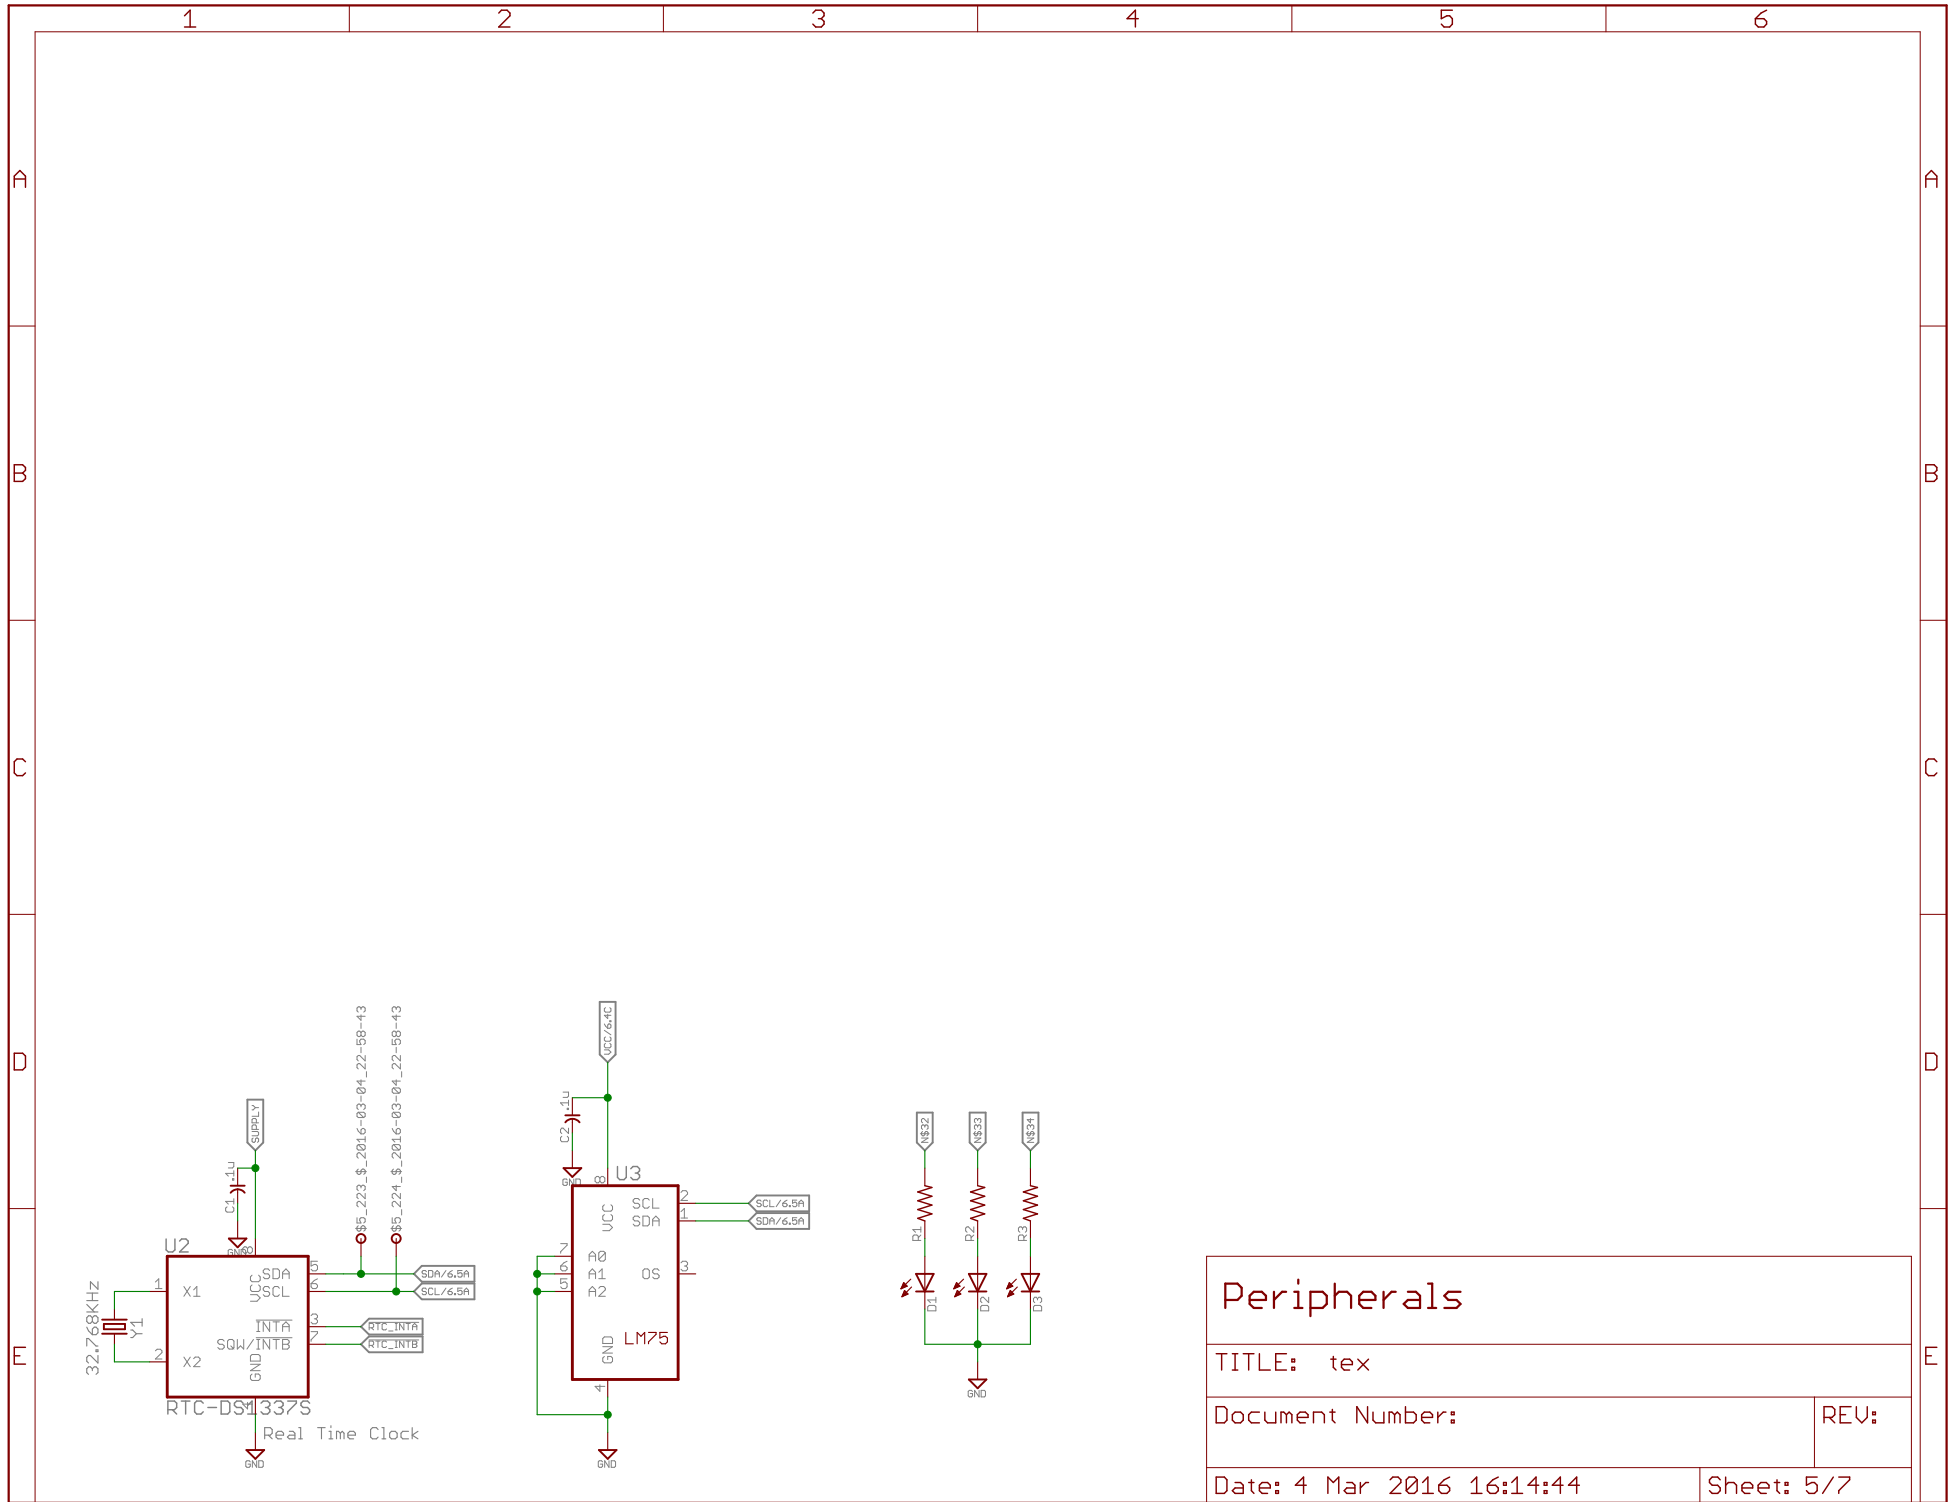 1 2 3 4 5 6
A A
B B
C C
D D
E E
SUPPLY
.1u
C1
GND
U2
8
VCC
1 X1
2 X2
32.768KHz
Y1
SDA 5
SCL 6
INTA 3
SQW/INTB 7
GND
4
RTC-DS1337S
Real Time Clock
GND
$5_223_$_2016-03-04_22-58-43
$5_224_$_2016-03-04_22-58-43
SDA/6.5A
SCL/6.5A
RTC_INTA
RTC_INTB
VCC/6.4C
.1u
C2
GND
U3
8
VCC
SCL 2
SDA 1
7 A0
6 A1
5 A2
OS 3
LM75
GND
4
GND
SCL/6.5A
SDA/6.5A
N$32 N$33 N$34
R1 R2 R3
D1 D2 D3
GND
Peripherals
TITLE: tex
Document Number:
REV:
Date: 4 Mar 2016 16:14:44
Sheet: 5/7